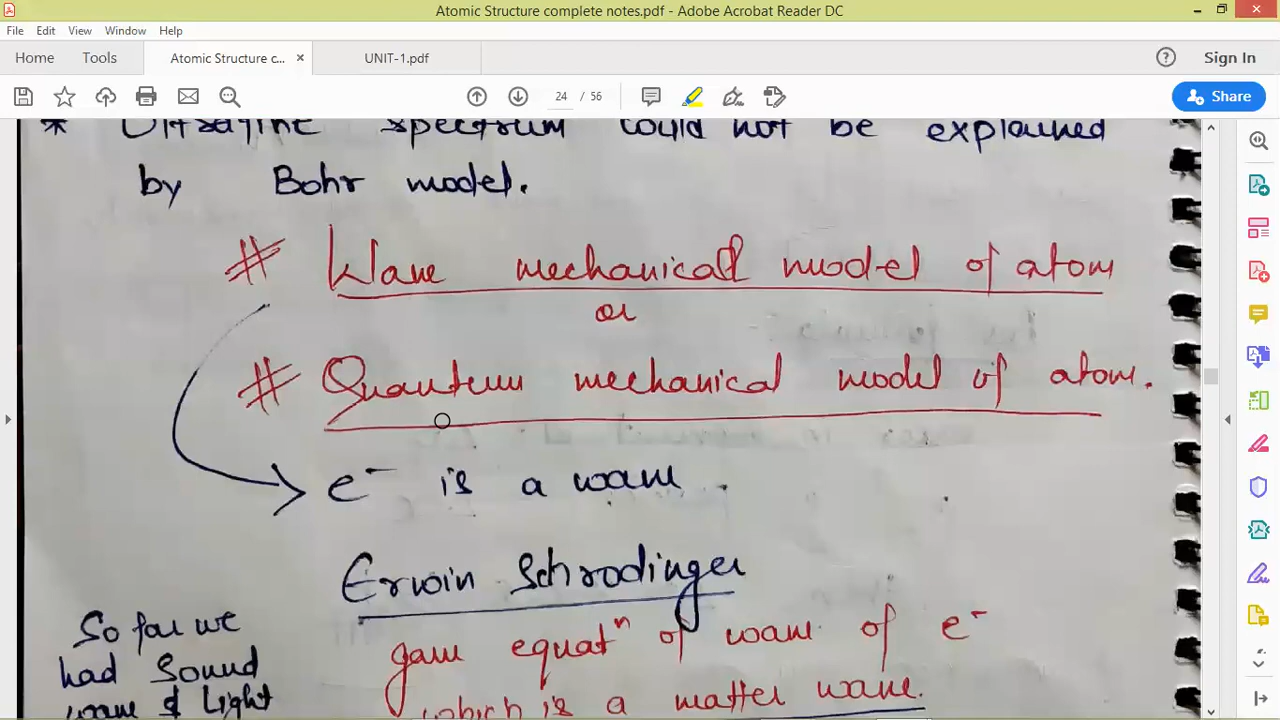 Atomic Structure complete notes.pdf - Adobe Acrobat Reader DC
File Edit View Window Help
Home Tools Atomic Structure c... × UNIT-1.pdf Sign In
24 / 56 Share
* spectrum could not be explained
by Bohr model.
# Wave mechanical model of atom
or
# Quantum mechanical model of atom.
e⁻ is a wave.
Erwin Schrodinger
gave equatⁿ of wave of e⁻
which is a matter wave.
So far we
had sound
wave & light